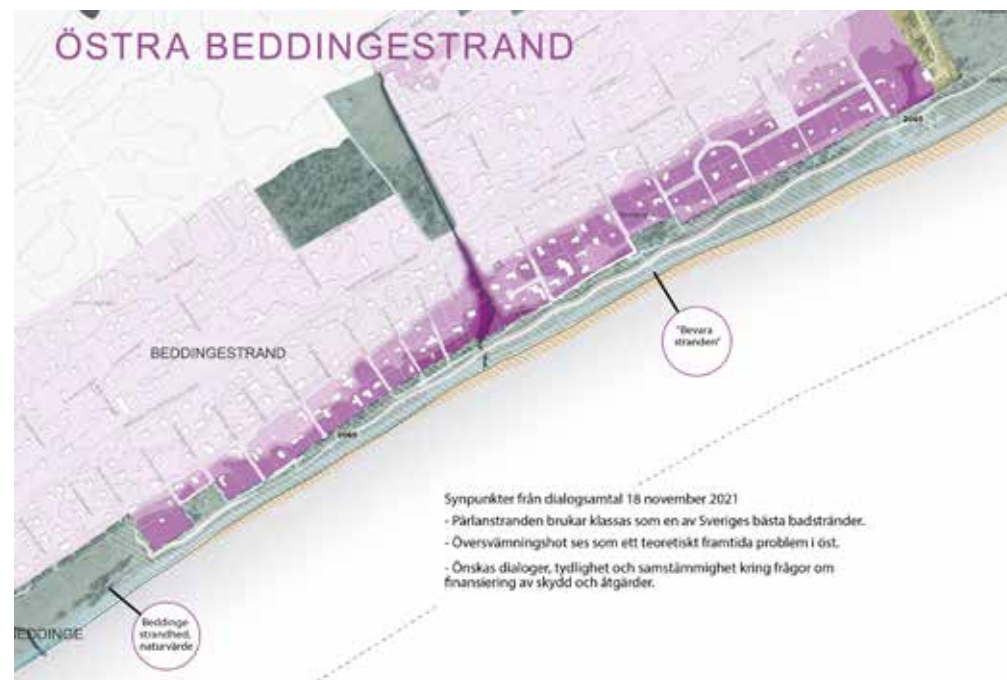 ÖSTRA BEDDINGESTRAND
2065
"Bevara
stranden"
BEDDINGESTRAND
2065
Synpunkter från dialogsamtal 18 november 2021
- Pärlanstranden brukar klassas som en av Sveriges bästa badstränder.
- Översvämningshot ses som ett teoretiskt framtida problem i öst.
- Önskas dialoger, tydlighet och samstämmighet kring frågor om
finansiering av skydd och åtgärder.
Beddinge
strandhed,
naturvärde
EDDINGE